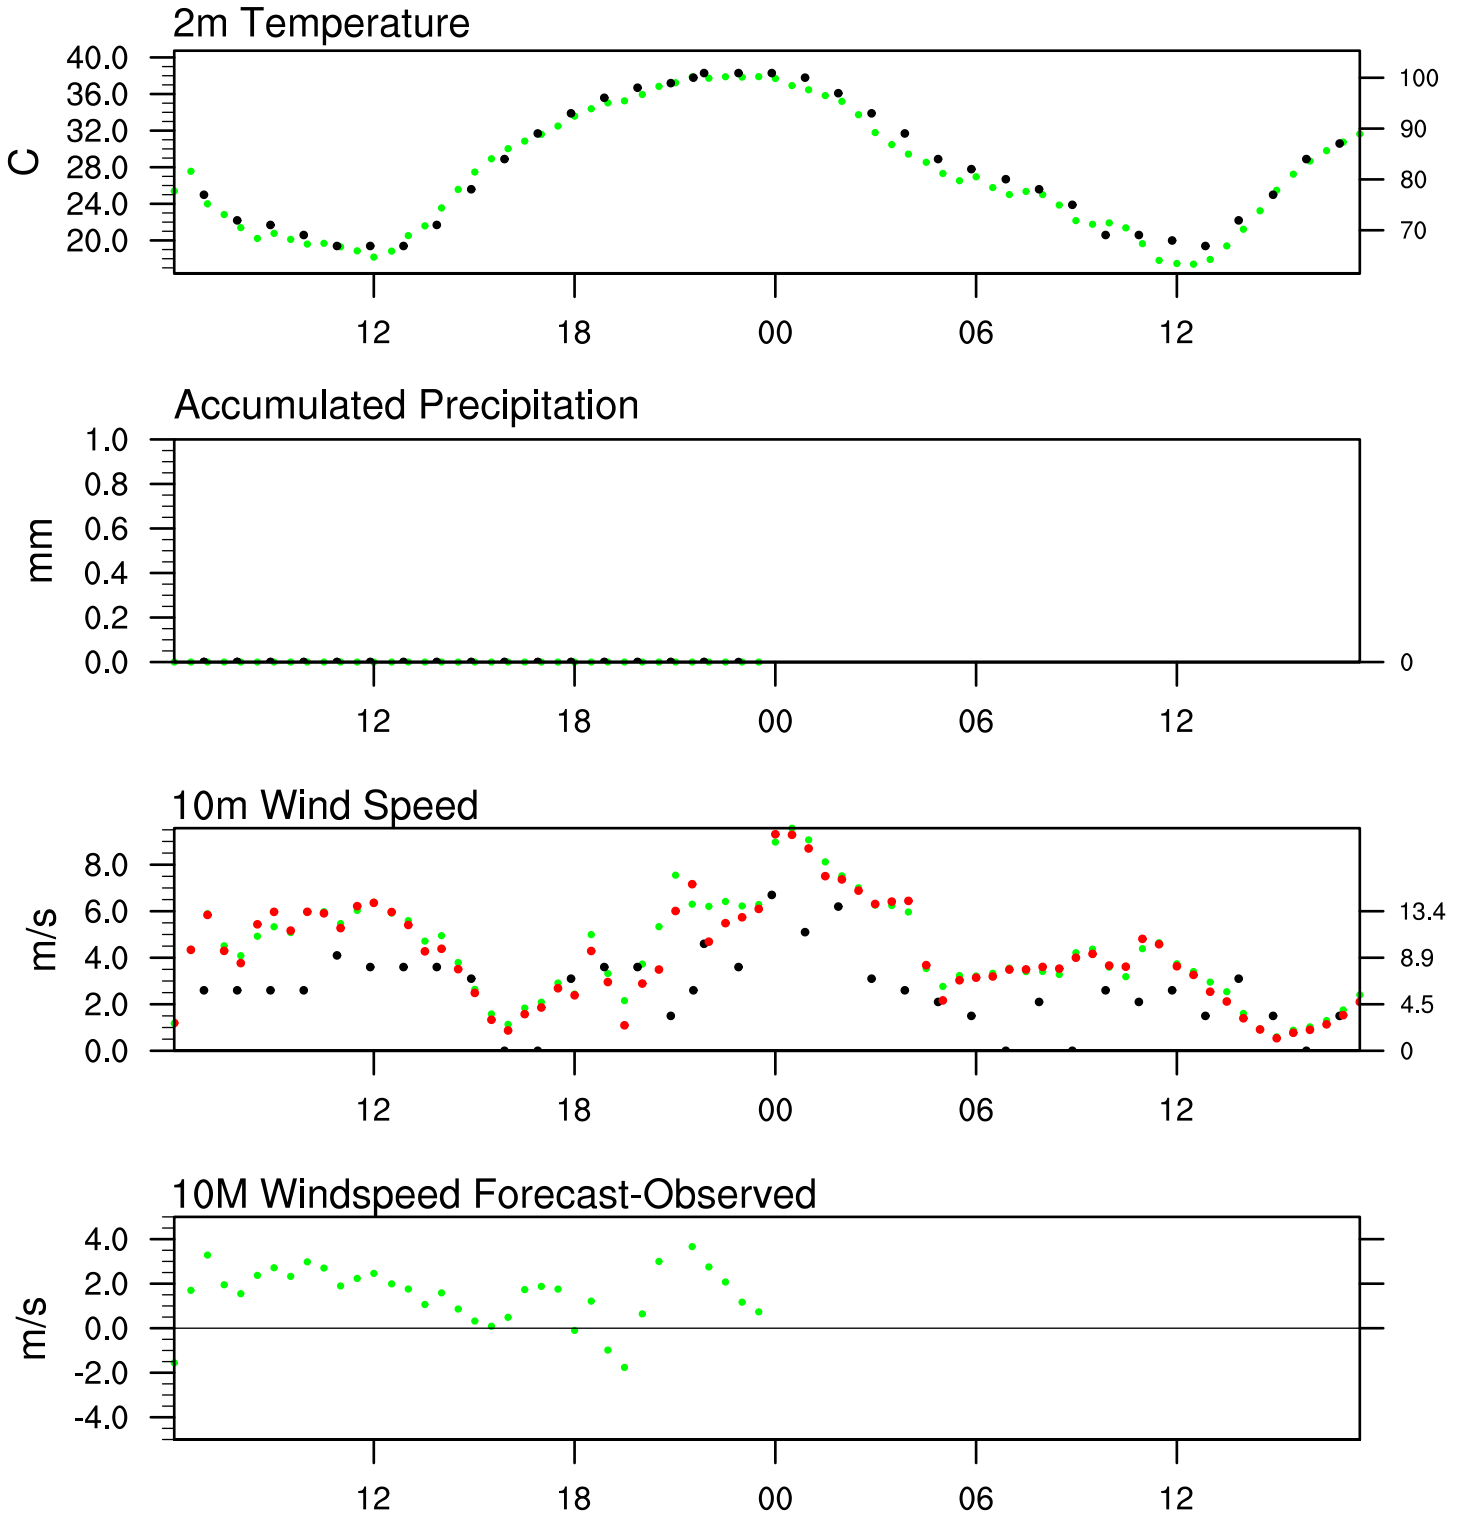 2m Temperature
40.0
36.0
32.0
28.0
24.0
20.0
C
100
90
80
70
12 18 00 06 12
Accumulated Precipitation
1.0
0.8
0.6
0.4
0.2
0.0
mm
0
12 18 00 06 12
10m Wind Speed
8.0
6.0
4.0
2.0
0.0
m/s
13.4
8.9
4.5
0
12 18 00 06 12
10M Windspeed Forecast-Observed
4.0
2.0
0.0
-2.0
-4.0
m/s
12 18 00 06 12